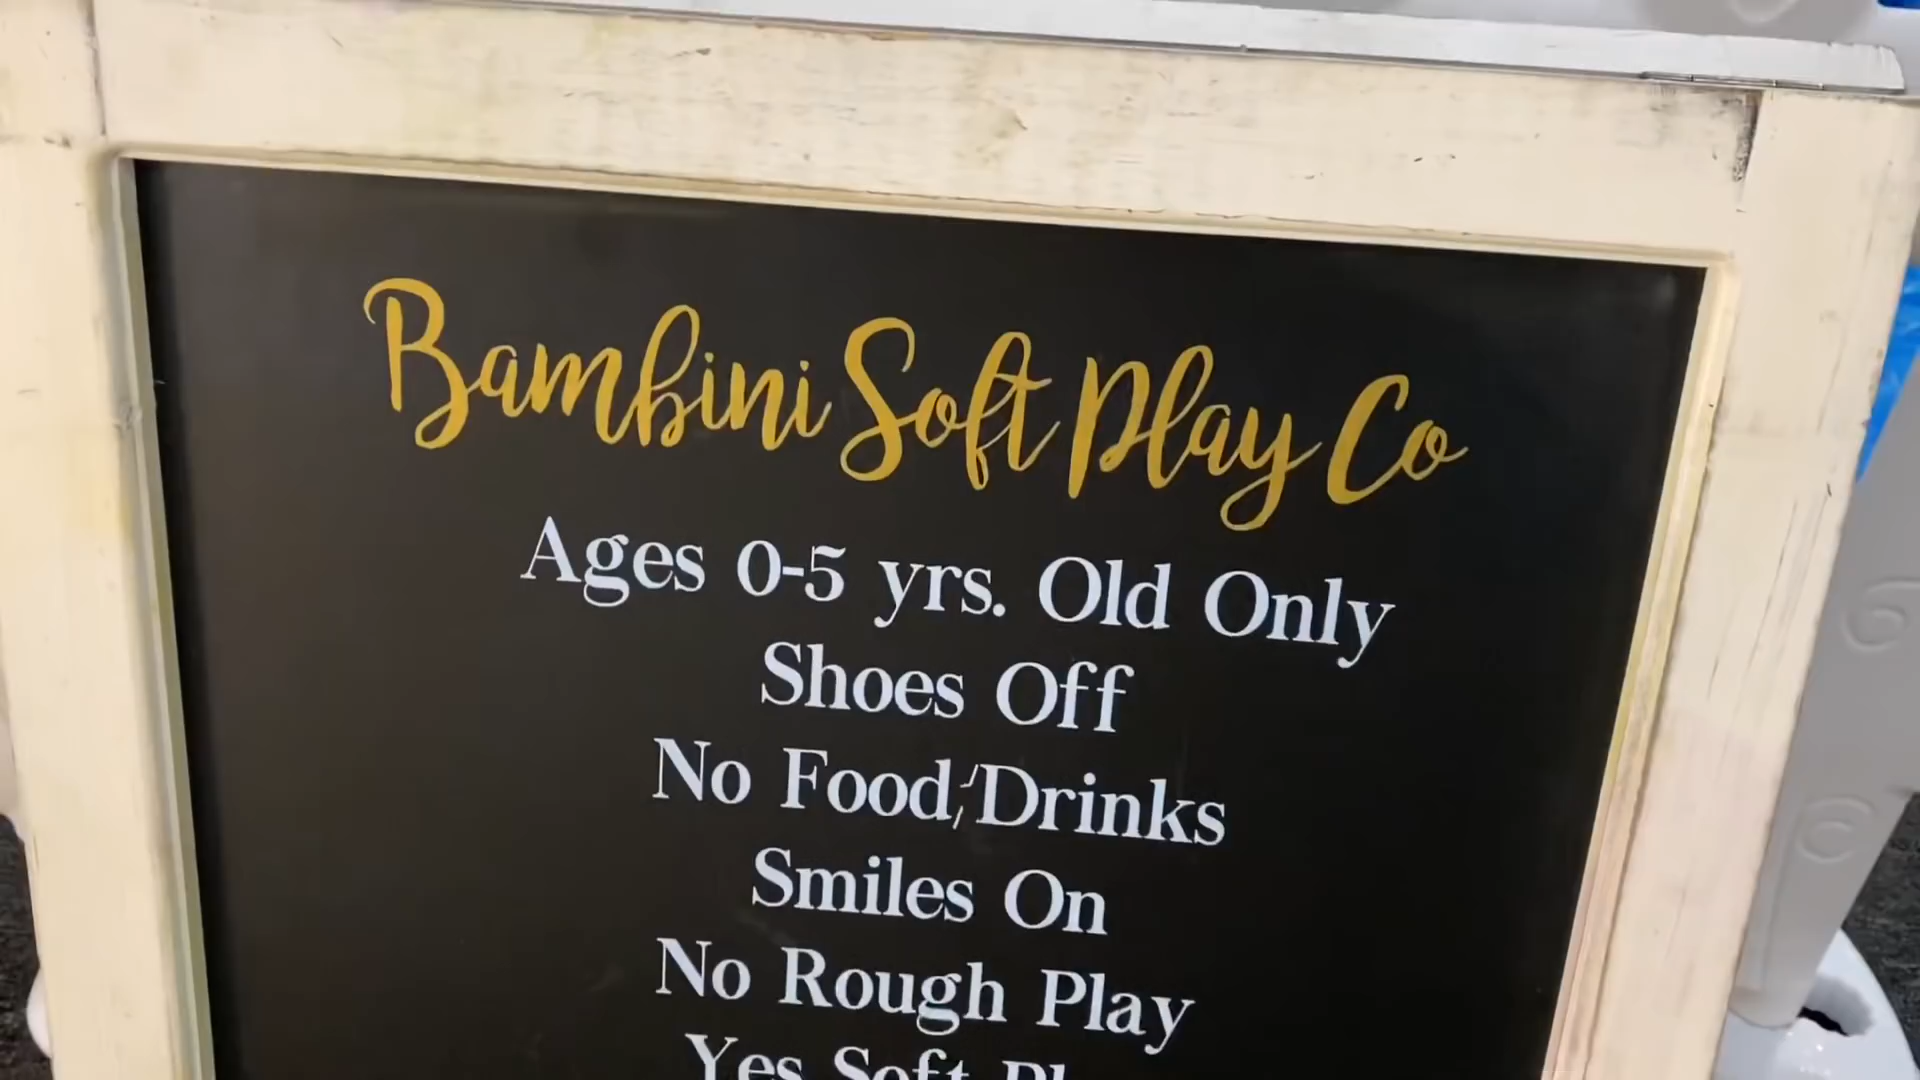 Bambini Soft Play Co
Ages 0-5 yrs. Old Only
Shoes Off
No Food/Drinks
Smiles On
No Rough Play
Yes Soft